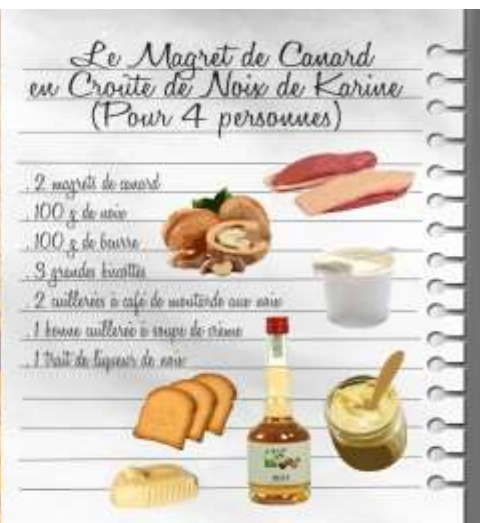 Le Magret de Canard
en Croûte de Noix de Karine
(Pour 4 personnes)
. 2 magrets de canard
. 100 g de noix
. 100 g de beurre
. 3 grandes biscottes
. 2 cuillerées à café de moutarde aux noix
. 1 bonne cuillerée à soupe de crème
. 1 trait de liqueur de noix